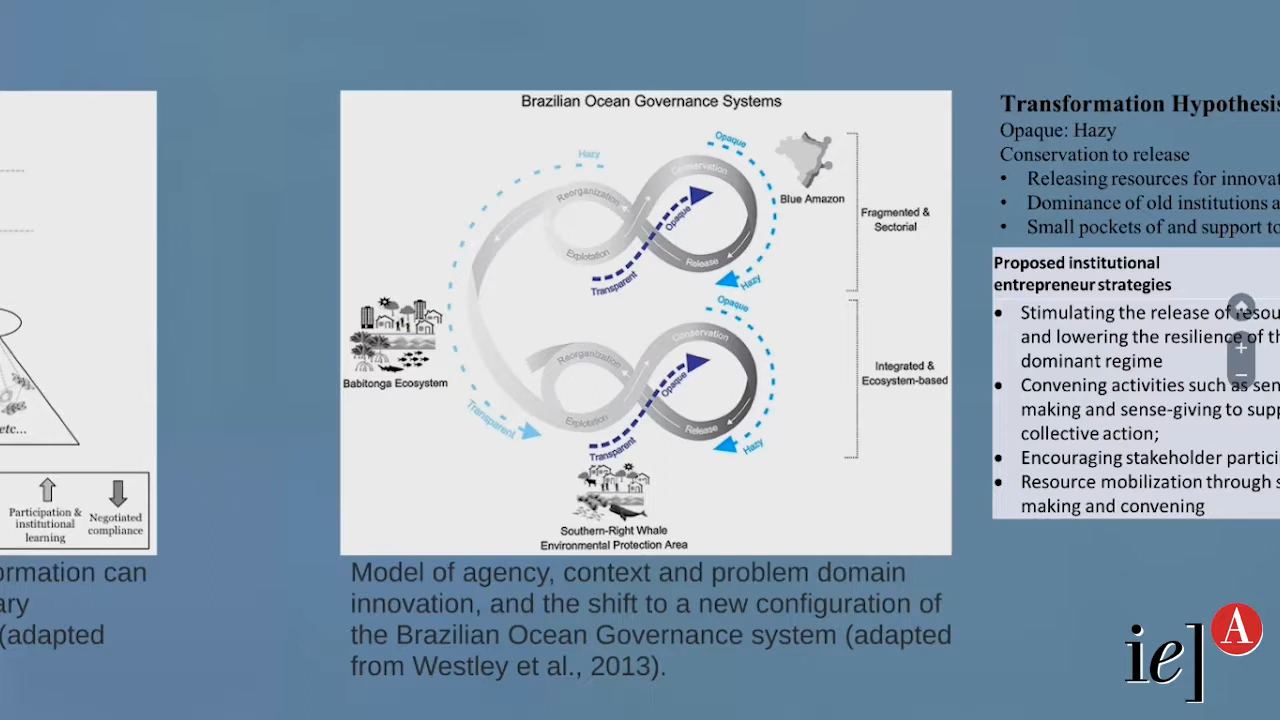 etc...
Participation &
institutional
learning
Negotiated
compliance
ormation can
ary
(adapted
Brazilian Ocean Governance Systems
Opaque
Hazy
Conservation
Reorganization
Blue Amazon
Opaque
Fragmented &
Sectorial
Exploitation
Release
Transparent
Hazy
Opaque
Babitonga Ecosystem
Conservation
Reorganization
Integrated &
Ecosystem-based
Opaque
Transparent
Exploitation
Release
Hazy
Transparent
Southern-Right Whale
Environmental Protection Area
Model of agency, context and problem domain
innovation, and the shift to a new configuration of
the Brazilian Ocean Governance system (adapted
from Westley et al., 2013).
Transformation Hypothesis
Opaque: Hazy
Conservation to release
• Releasing resources for innovat
• Dominance of old institutions a
• Small pockets of and support to
Proposed institutional
entrepreneur strategies
• Stimulating the release of resou
and lowering the resilience of th
dominant regime
• Convening activities such as sen
making and sense-giving to supp
collective action;
• Encouraging stakeholder partici
• Resource mobilization through s
making and convening
ie] A